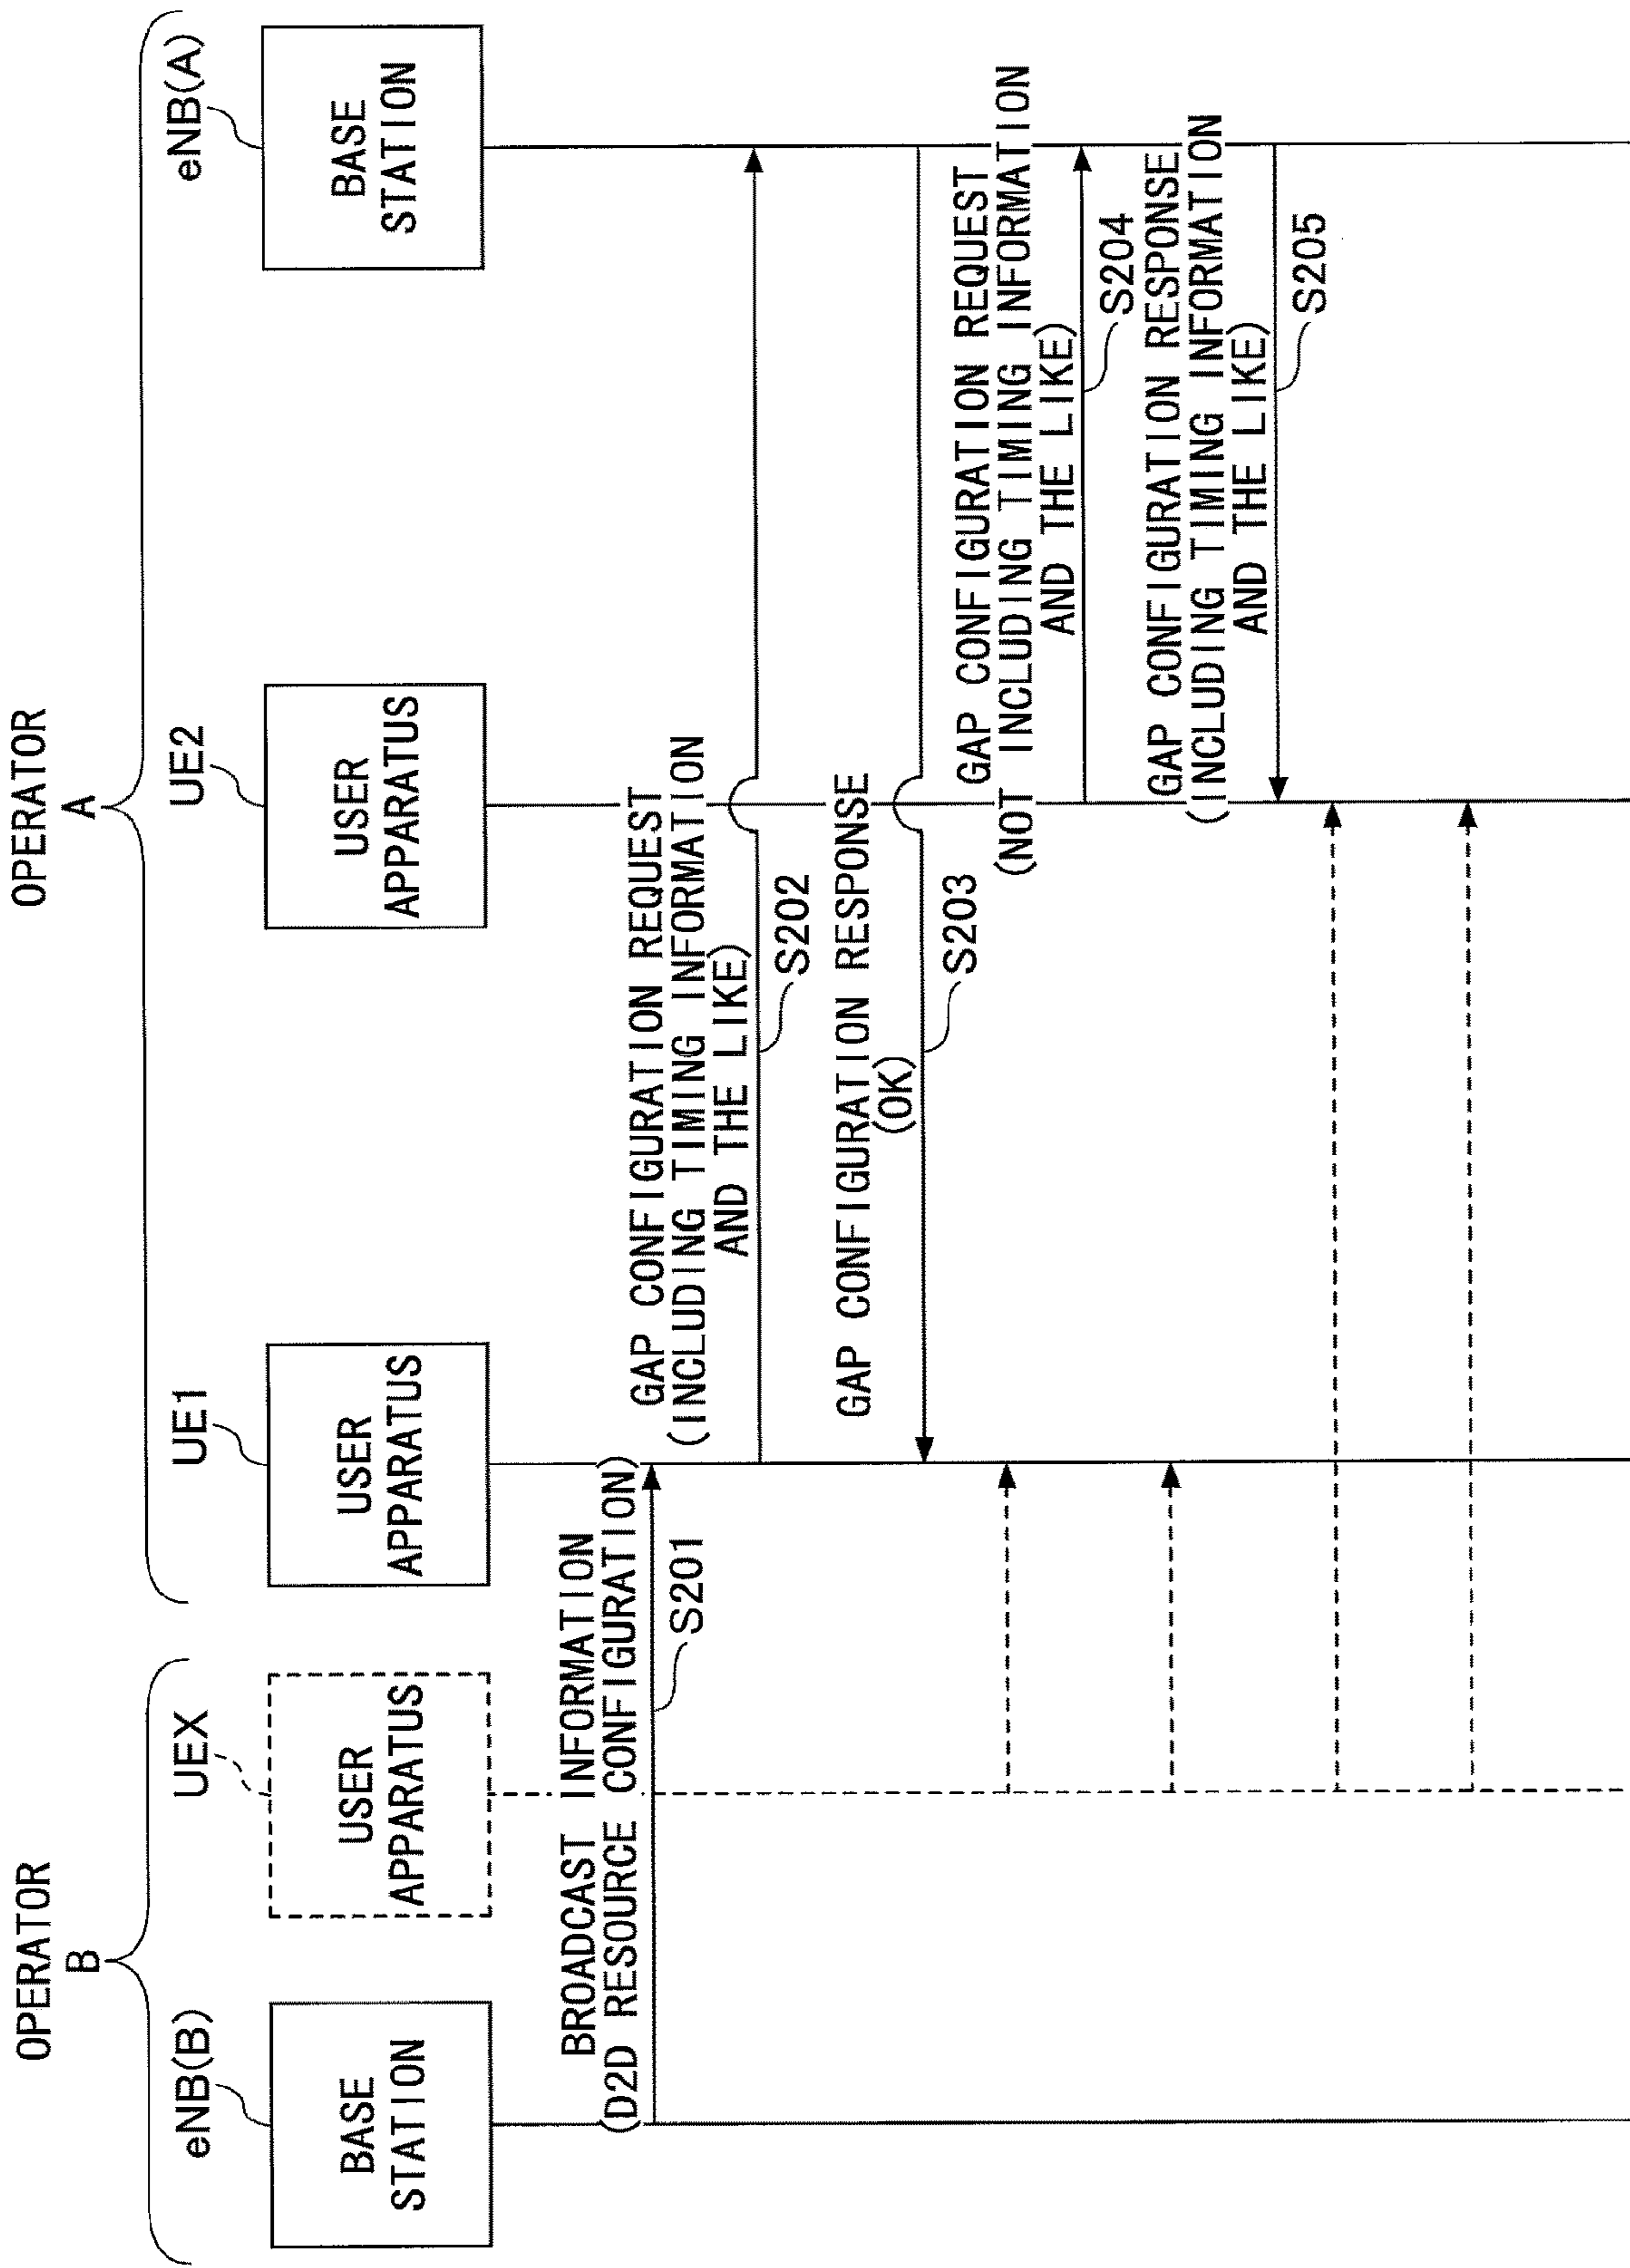 OPERATOR
B
OPERATOR
A
eNB(B)
UEX
UE1
UE2
eNB(A)
BASE
STATION
USER
APPARATUS
USER
APPARATUS
USER
APPARATUS
BASE
STATION
BROADCAST INFORMATION
(D2D RESOURCE CONFIGURATION)
S201
GAP CONFIGURATION REQUEST
(INCLUDING TIMING INFORMATION
AND THE LIKE)
S202
GAP CONFIGURATION RESPONSE
(OK)
S203
GAP CONFIGURATION REQUEST
(NOT INCLUDING TIMING INFORMATION
AND THE LIKE)
S204
GAP CONFIGURATION RESPONSE
(INCLUDING TIMING INFORMATION
AND THE LIKE)
S205